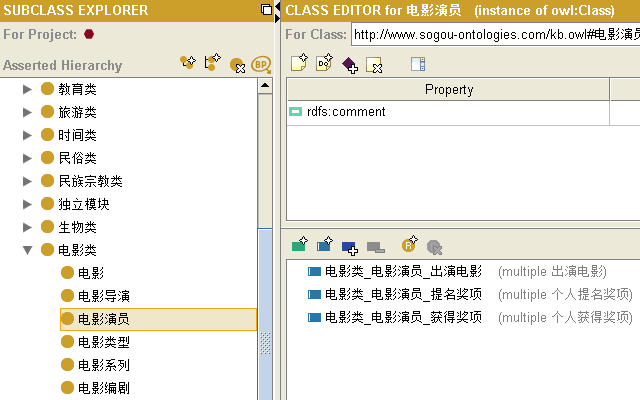 SUBCLASS EXPLORER
For Project:
Asserted Hierarchy
BP
教育类
旅游类
时间类
民俗类
民族宗教类
独立模块
生物类
电影类
电影
电影导演
电影演员
电影类型
电影系列
电影编剧
CLASS EDITOR for 电影演员 (instance of owl:Class)
For Class: http://www.sogou-ontologies.com/kb.owl#电影演员
Property
rdfs:comment
电影类_电影演员_出演电影 (multiple 出演电影)
电影类_电影演员_提名奖项 (multiple 个人提名奖项)
电影类_电影演员_获得奖项 (multiple 个人获得奖项)